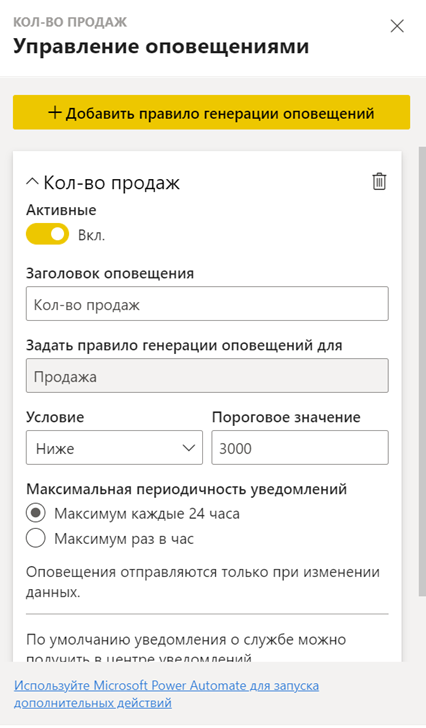 КОЛ-ВО ПРОДАЖ
Управление оповещениями
+ Добавить правило генерации оповещений
Кол-во продаж
Активные
Вкл.
Заголовок оповещения
Кол-во продаж
Задать правило генерации оповещений для
Продажа
Условие Пороговое значение
Ниже 3000
Максимальная периодичность уведомлений
Максимум каждые 24 часа
Максимум раз в час
Оповещения отправляются только при изменении
данных.
По умолчанию уведомления о службе можно
получить в центре уведомлений
Используйте Microsoft Power Automate для запуска
дополнительных действий